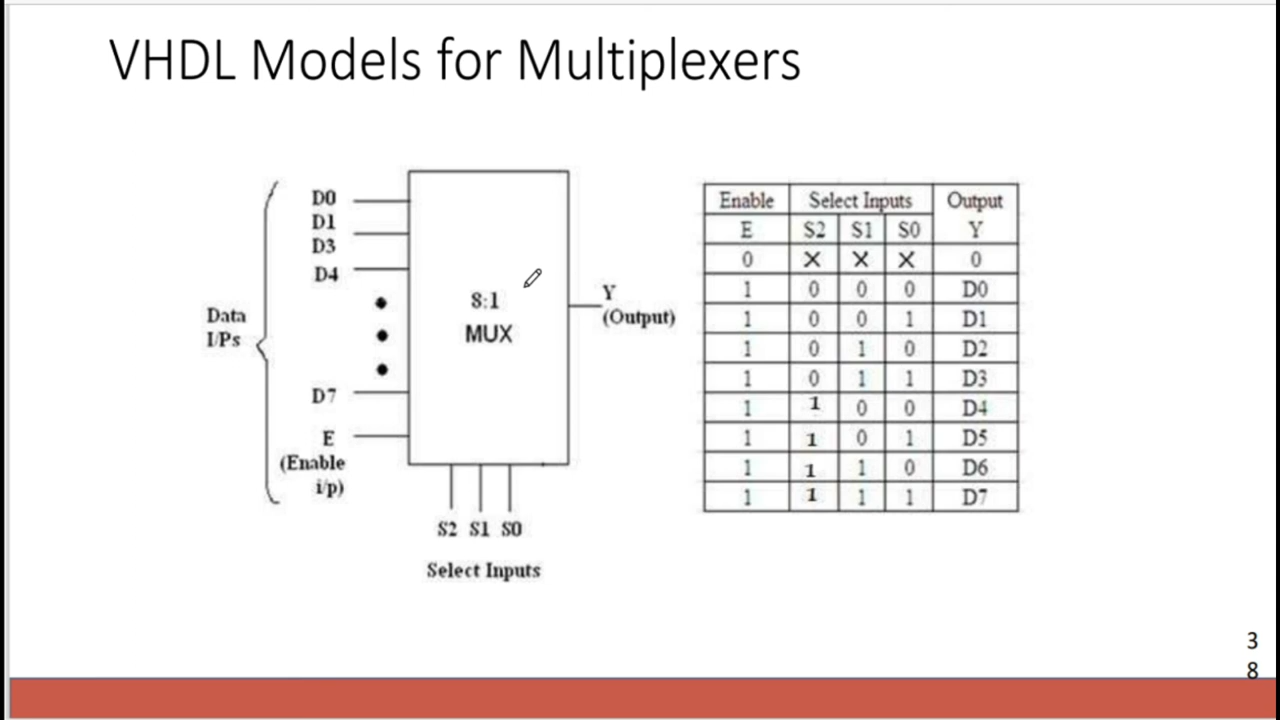 VHDL Models for Multiplexers
D0
D1
D3
D4
D7
E
(Enable
i/p)
Data
I/Ps
8:1
MUX
Y
(Output)
S2 S1 S0
Select Inputs
Enable Select Inputs Output
E S2 S1 S0 Y
0 X X X 0
1 0 0 0 D0
1 0 0 1 D1
1 0 1 0 D2
1 0 1 1 D3
1 1 0 0 D4
1 1 0 1 D5
1 1 1 0 D6
1 1 1 1 D7
3
8